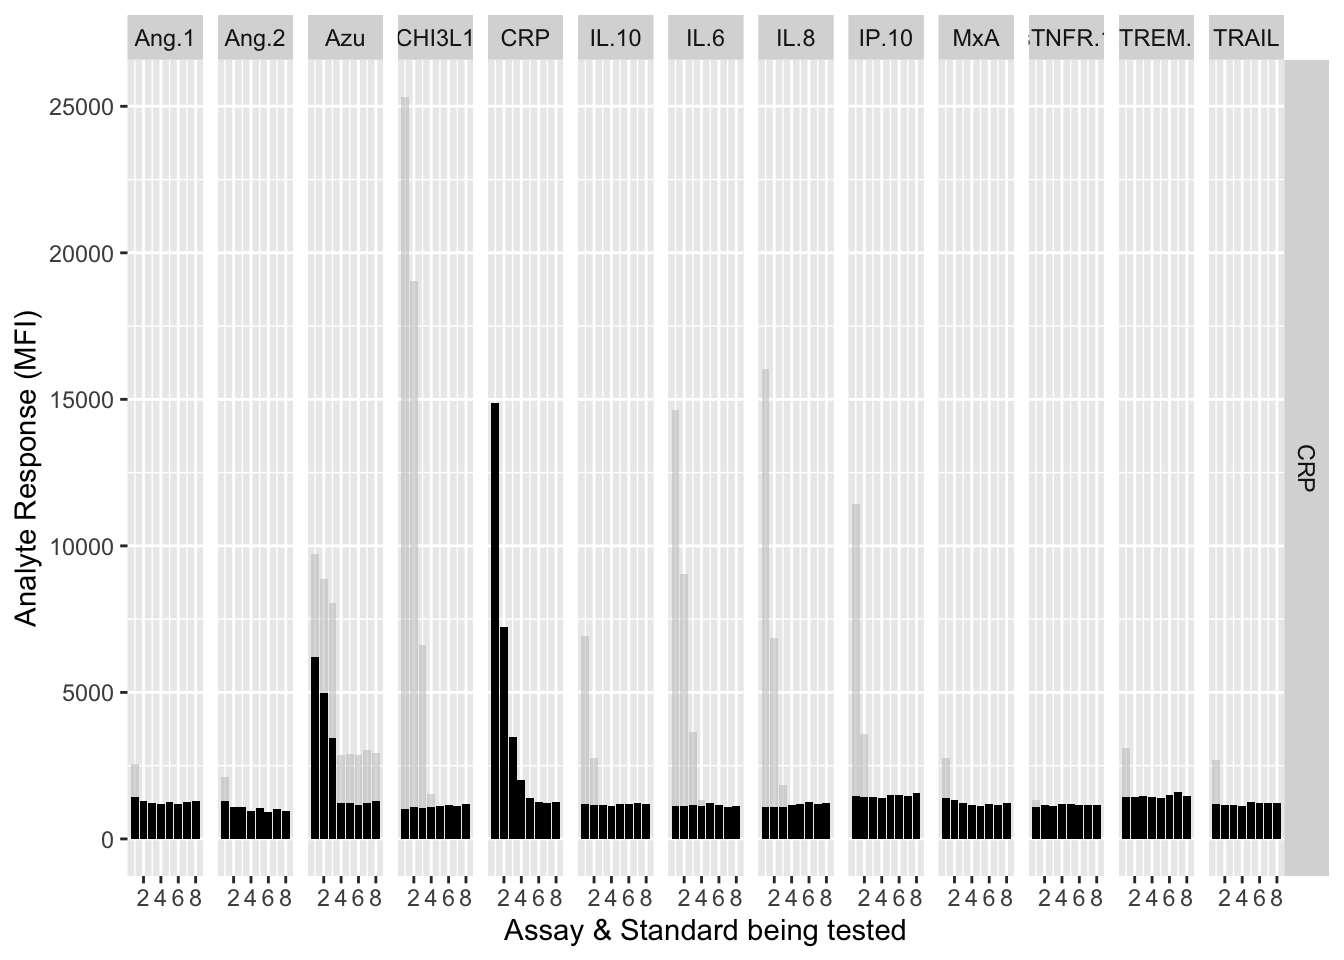 Ang.1 Ang.2 Azu CHI3L1 CRP IL.10 IL.6 IL.8 IP.10 MxA sTNFR.1 TREM. TRAIL
25000
20000
15000
10000
5000
0
Analyte Response (MFI)
CRP
2 4 6 8 2 4 6 8 2 4 6 8 2 4 6 8 2 4 6 8 2 4 6 8 2 4 6 8 2 4 6 8 2 4 6 8 2 4 6 8 2 4 6 8 2 4 6 8 2 4 6 8
Assay & Standard being tested